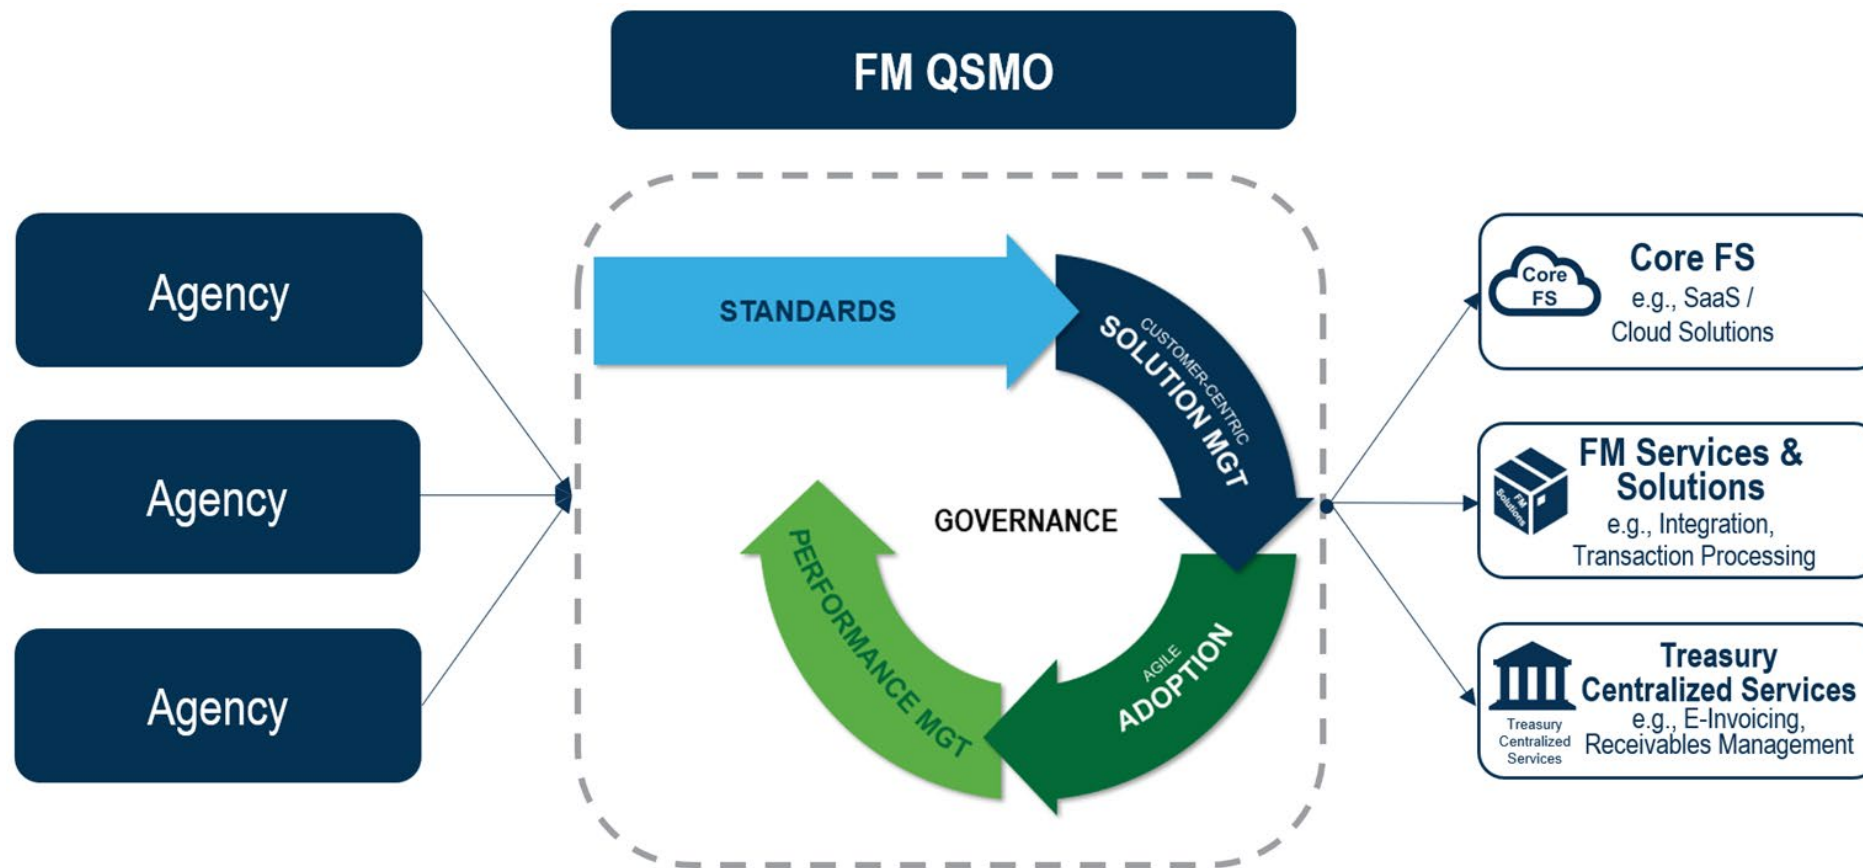 FM QSMO
Agency
Agency
Agency
STANDARDS
CUSTOMER-CENTRIC
SOLUTION MGT
GOVERNANCE
AGILE
ADOPTION
PERFORMANCE MGT
Core
FS
Core FS
e.g., SaaS /
Cloud Solutions
FM
Solutions
FM Services &
Solutions
e.g., Integration,
Transaction Processing
Treasury
Centralized
Services
Treasury
Centralized Services
e.g., E-Invoicing,
Receivables Management